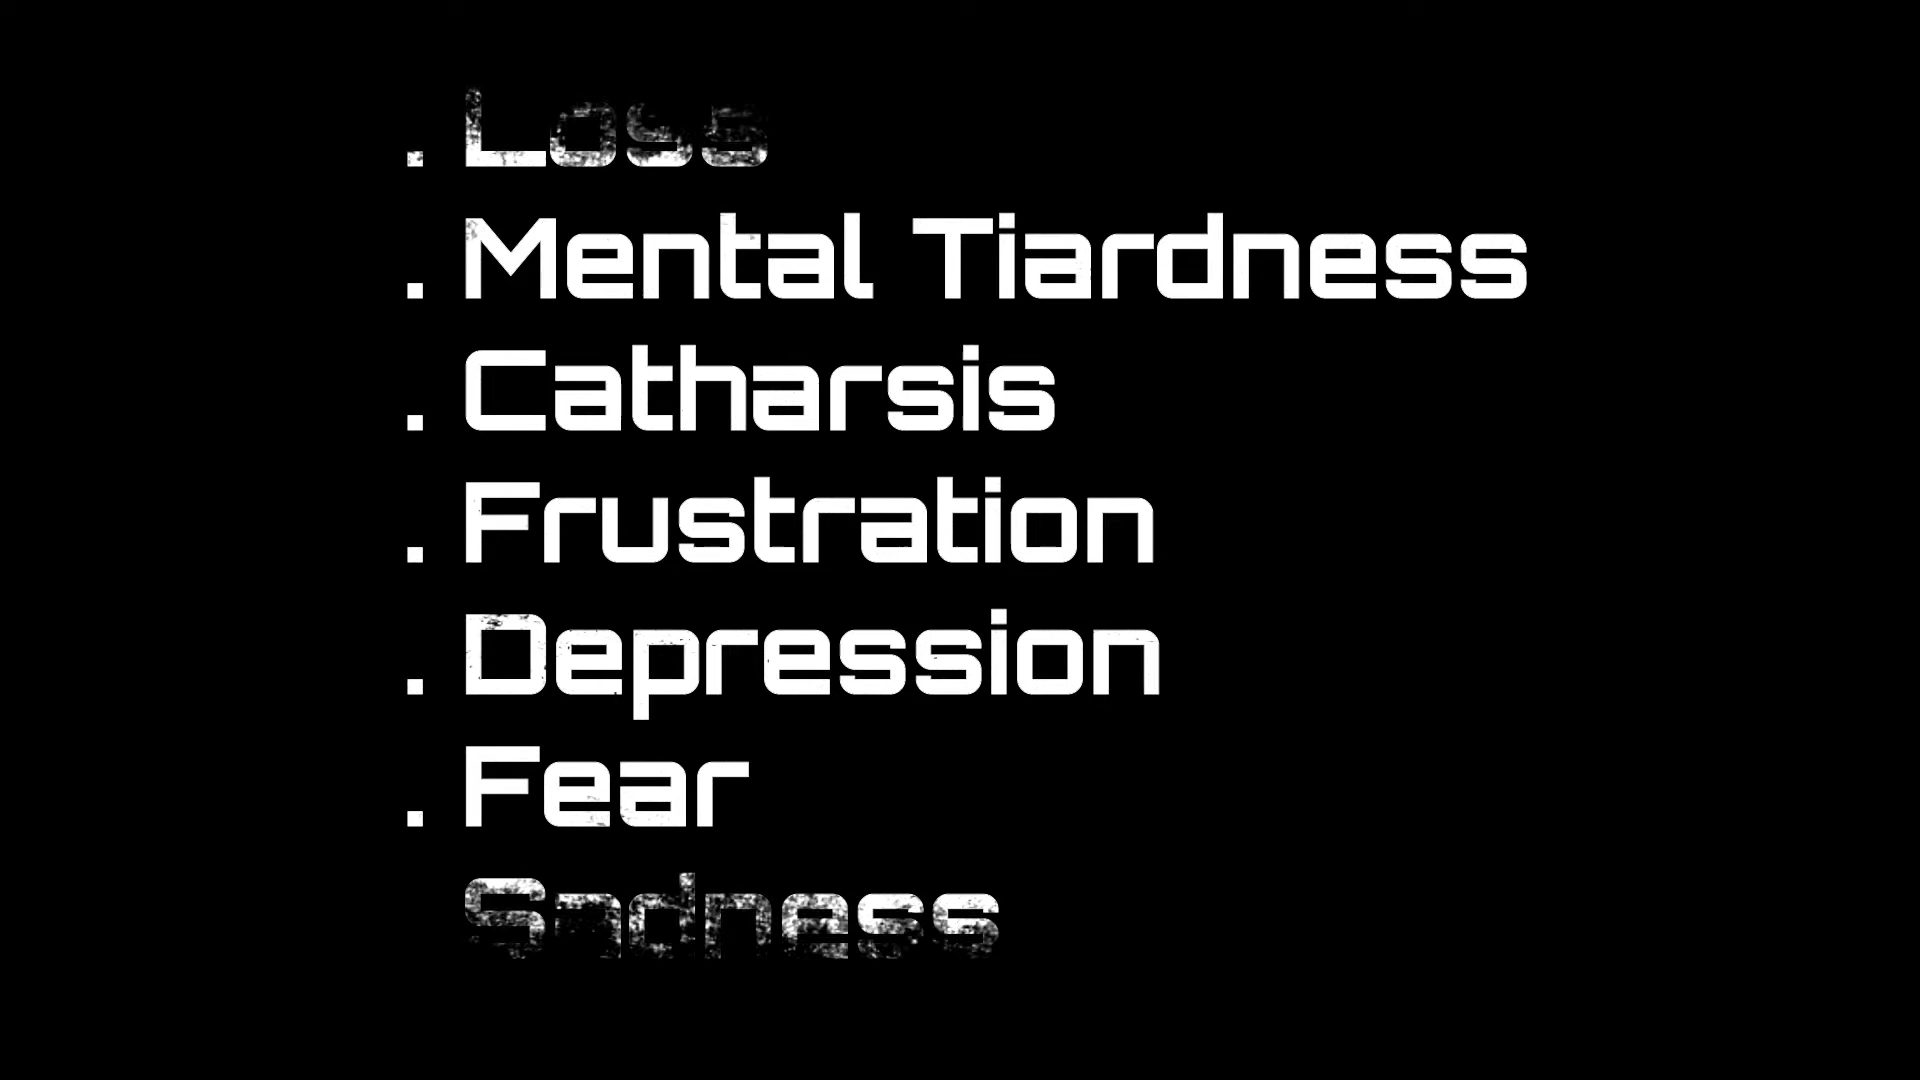 . Loss
. Mental Tiardness
. Catharsis
. Frustration
. Depression
. Fear
Sadness